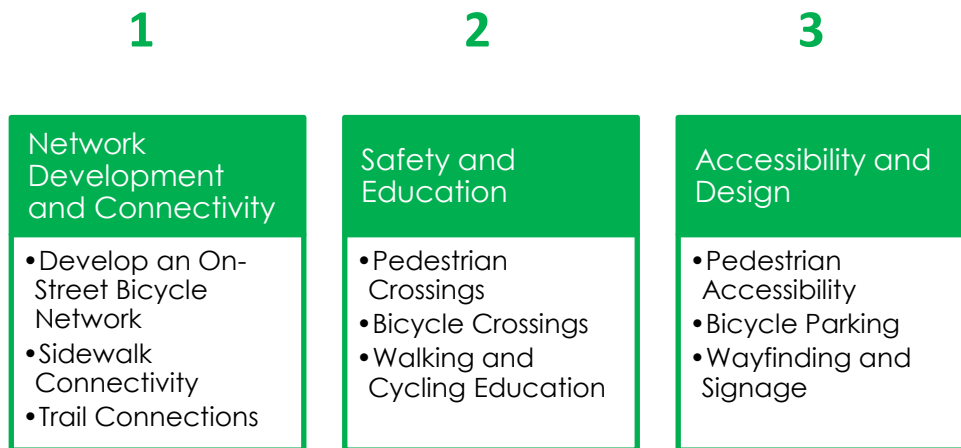 1
2
3
Network
Development
and Connectivity
•Develop an On-
Street Bicycle
Network
•Sidewalk
Connectivity
•Trail Connections
Safety and
Education
•Pedestrian
Crossings
•Bicycle Crossings
•Walking and
Cycling Education
Accessibility and
Design
•Pedestrian
Accessibility
•Bicycle Parking
•Wayfinding and
Signage